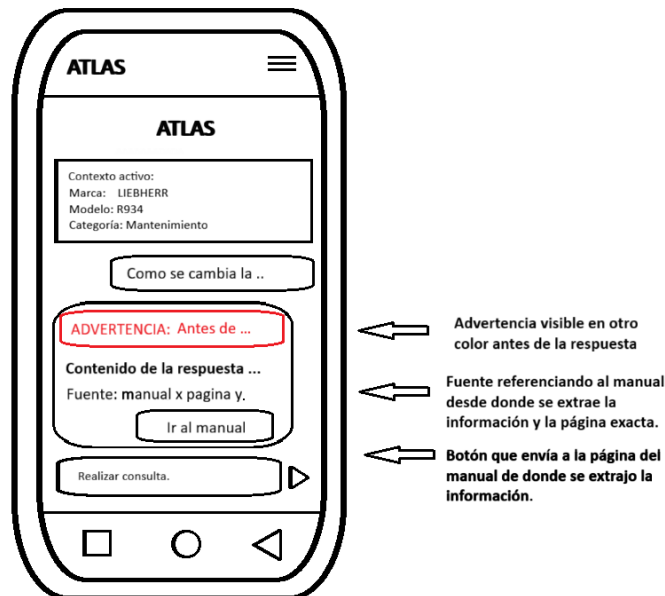 ATLAS
ATLAS
Contexto activo:
Marca: LIEBHERR
Modelo: R934
Categoría: Mantenimiento
Como se cambia la ..
ADVERTENCIA: Antes de ...
Contenido de la respuesta ...
Fuente: manual x pagina y.
Ir al manual
Realizar consulta.
Advertencia visible en otro
color antes de la respuesta
Fuente referenciando al manual
desde donde se extrae la
información y la página exacta.
Botón que envía a la página del
manual de donde se extrajo la
información.